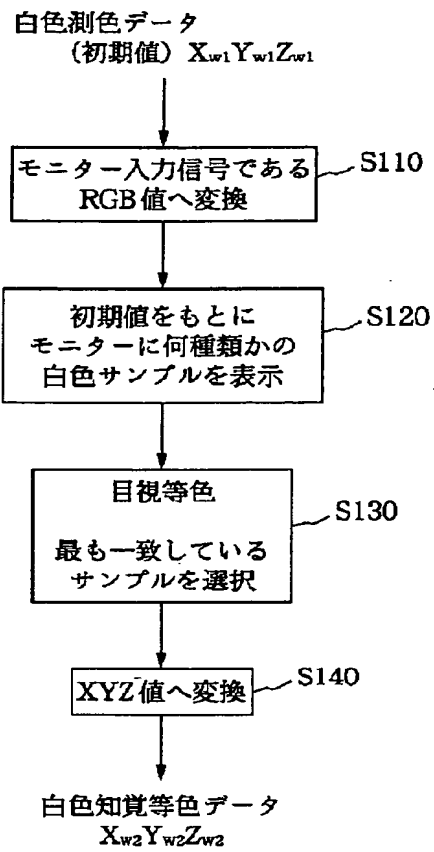 白色測色データ
(初期値) Xw1Yw1Zw1
モニター入力信号である
RGB値へ変換
S110
初期値をもとに
モニターに何種類かの
白色サンプルを表示
S120
目視等色
最も一致している
サンプルを選択
S130
XYZ値へ変換
S140
白色知覚等色データ
Xw2Yw2Zw2